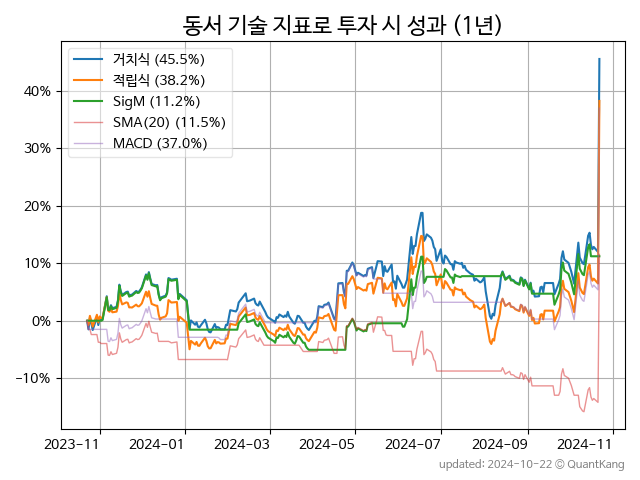 동서 기술 지표로 투자 시 성과 (1년)
거치식 (45.5%)
적립식 (38.2%)
SigM (11.2%)
SMA(20) (11.5%)
MACD (37.0%)
40%
30%
20%
10%
0%
−10%
2023-11
2024-01
2024-03
2024-05
2024-07
2024-09
2024-11
updated: 2024-10-22 © QuantKang